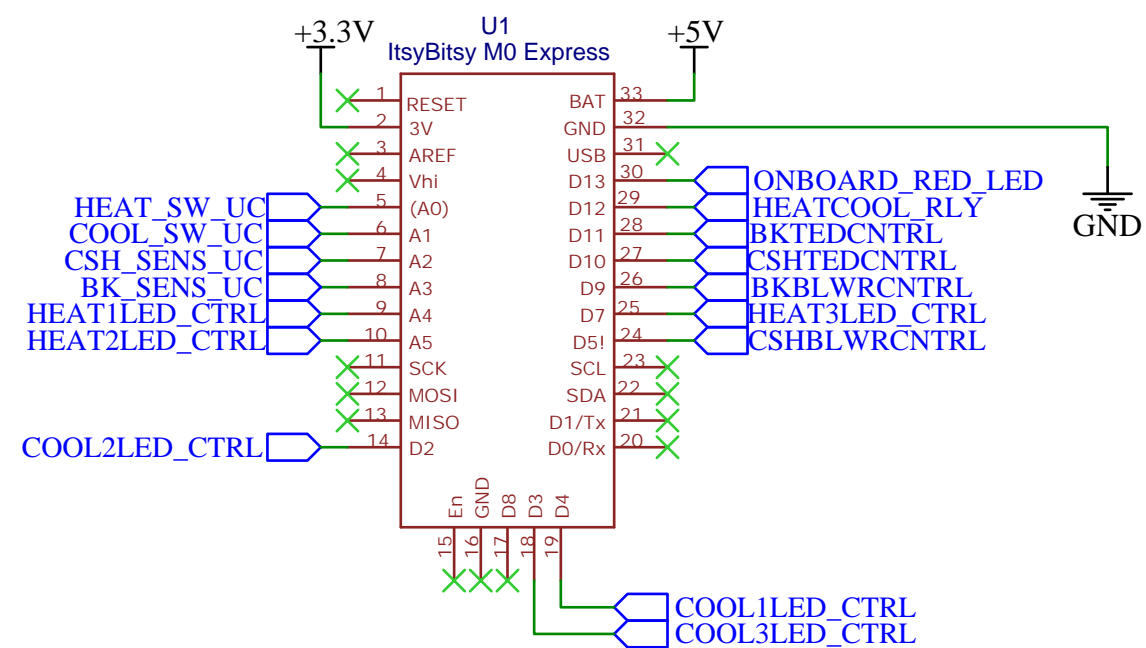 +3.3V
U1
+5V
ItsyBitsy M0 Express
1 RESET BAT 33
2 3V GND 32
3 AREF USB 31
4 Vhi D13 30 ONBOARD_RED_LED
HEAT_SW_UC 5 (A0) D12 29 HEATCOOL_RLY
COOL_SW_UC 6 A1 D11 28 BKTEDCNTRL
CSH_SENS_UC 7 A2 D10 27 CSHTEDCNTRL
BK_SENS_UC 8 A3 D9 26 BKBLWRCNTRL
HEAT1LED_CTRL 9 A4 D7 25 HEAT3LED_CTRL
HEAT2LED_CTRL 10 A5 D5! 24 CSHBLWRCNTRL
11 SCK SCL 23
12 MOSI SDA 22
13 MISO D1/Tx 21
COOL2LED_CTRL 14 D2 D0/Rx 20
GND
En GND D8 D3 D4
15 16 17 18 19
COOL1LED_CTRL
COOL3LED_CTRL